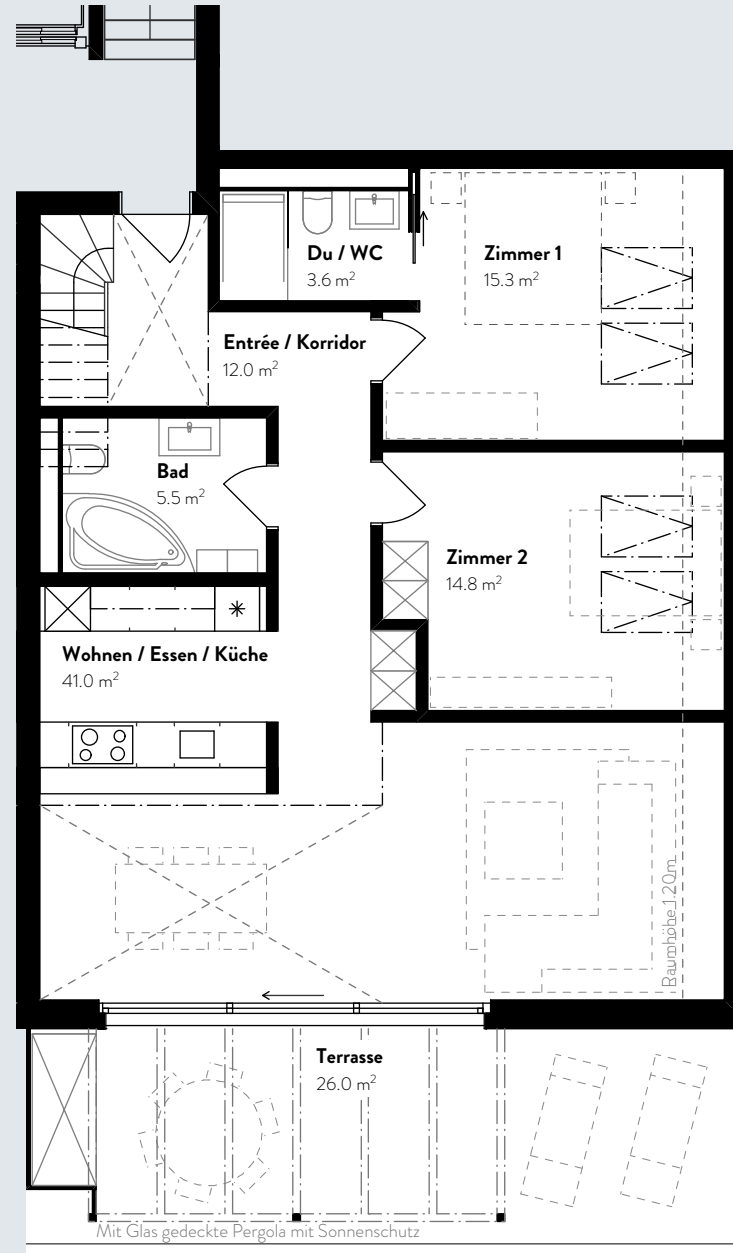 Du / WC
3.6 m²
Zimmer 1
15.3 m²
Entrée / Korridor
12.0 m²
Bad
5.5 m²
Zimmer 2
14.8 m²
Wohnen / Essen / Küche
41.0 m²
Raumhöhe 1.20m
Terrasse
26.0 m²
Mit Glas gedeckte Pergola mit Sonnenschutz